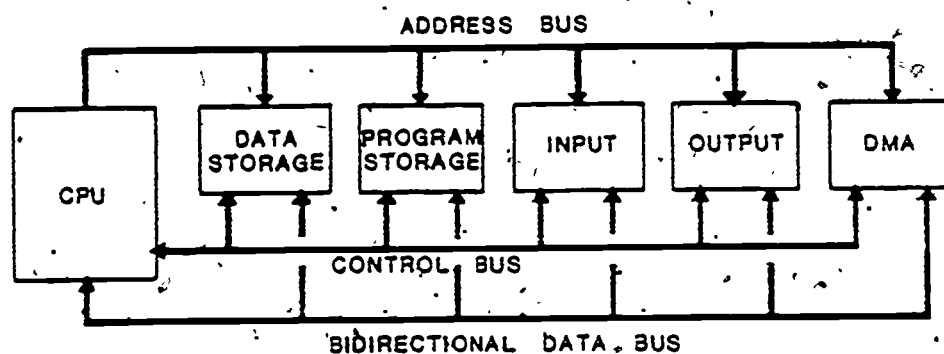 ADDRESS BUS
CPU
DATA
STORAGE
PROGRAM
STORAGE
INPUT
OUTPUT
DMA
CONTROL BUS
BIDIRECTIONAL DATA BUS